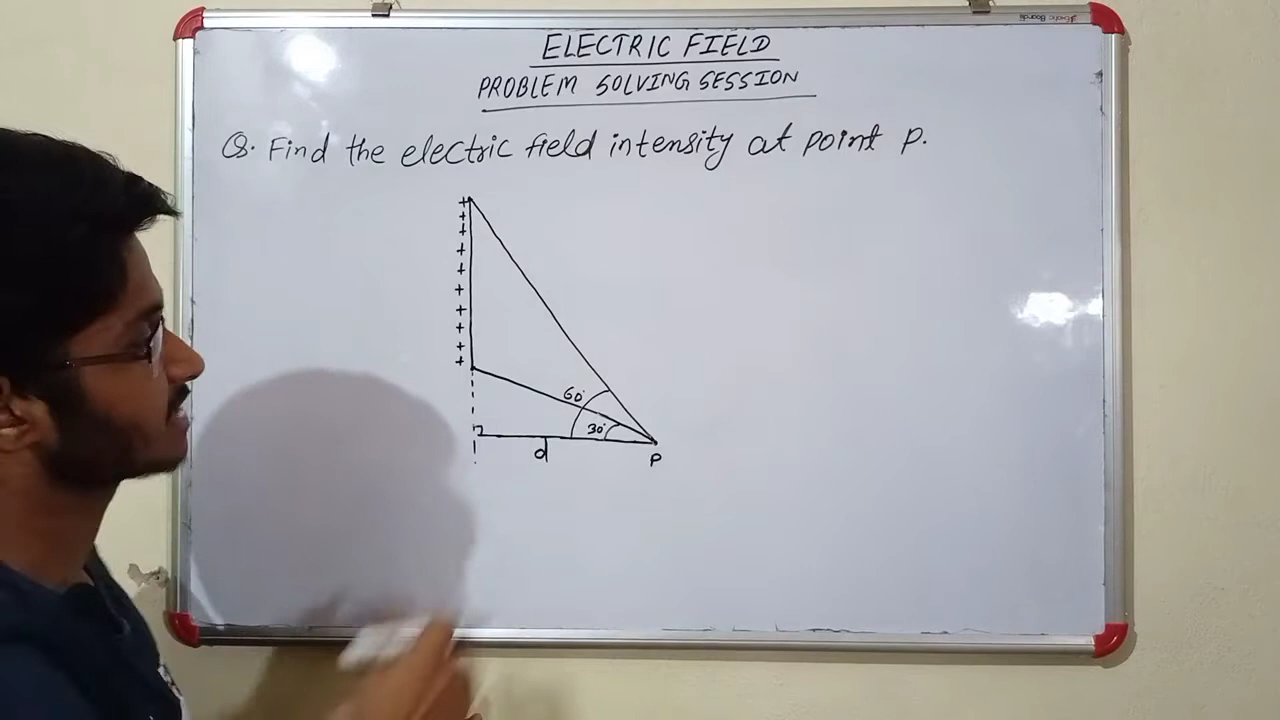 ELECTRIC FIELD
PROBLEM SOLVING SESSION
Q. Find the electric field intensity at point P.
+
+
+
+
+
+
+
+
+
+
60°
30°
d
P